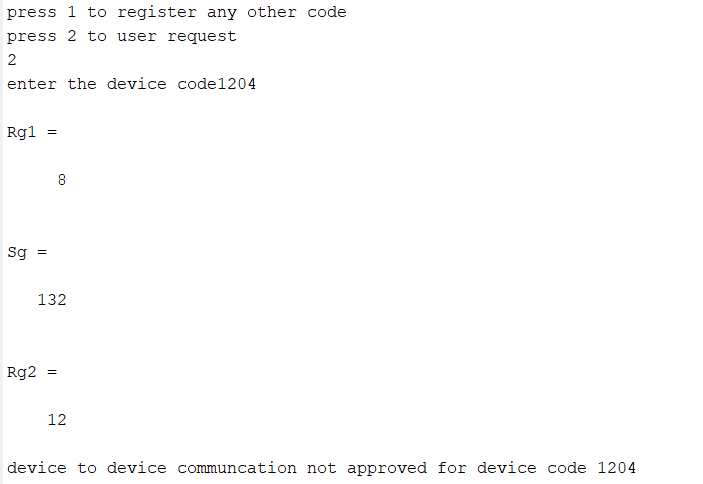 press 1 to register any other code
press 2 to user request
2
enter the device code1204
Rg1 =
8
Sg =
132
Rg2 =
12
device to device communcation not approved for device code 1204